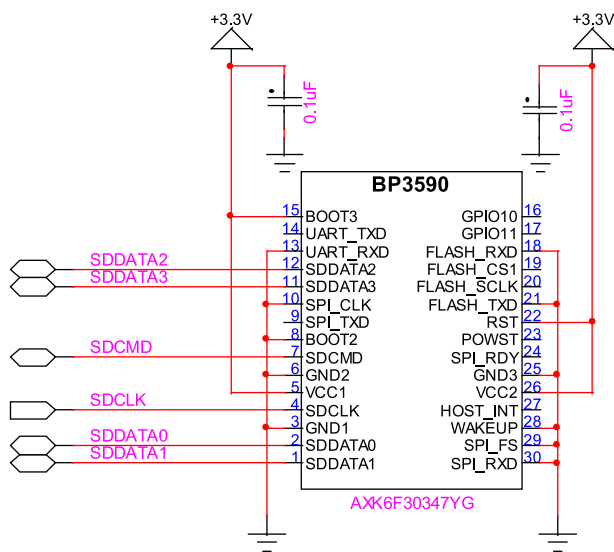 +3.3V +3.3V
0.1uF 0.1uF
BP3590
15 BOOT3 GPIO10 16
14 UART_TXD GPIO11 17
13 UART_RXD FLASH_RXD 18
SDDATA2 12 SDDATA2 FLASH_CS1 19
SDDATA3 11 SDDATA3 FLASH_SCLK 20
10 SPI_CLK FLASH_TXD 21
9 SPI_TXD RST 22
8 BOOT2 POWST 23
SDCMD 7 SDCMD SPI_RDY 24
6 GND2 GND3 25
5 VCC1 VCC2 26
SDCLK 4 SDCLK HOST_INT 27
3 GND1 WAKEUP 28
SDDATA0 2 SDDATA0 SPI_FS 29
SDDATA1 1 SDDATA1 SPI_RXD 30
AXK6F30347YG